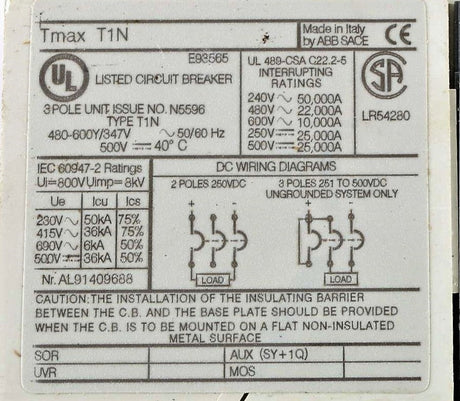 Tmax T1N
Made in Italy
by ABB SACE
CE
UL
E93565
LISTED CIRCUIT BREAKER
3 POLE UNIT ISSUE NO. N5596
TYPE T1N
480-600Y/347V ∼ 50/60 Hz
500V ⎓ 40°C
UL 489-CSA C22.2-5
INTERRUPTING
RATINGS
240V ∼ 50,000A
480V ∼ 22,000A
600V ∼ 10,000A
250V ⎓ 25,000A
500V ⎓ 25,000A
SA
LR54280
IEC 60947-2 Ratings
Ui=800V Uimp=8kV
Ue Icu Ics
230V ∼ 50kA 75%
415V ∼ 36kA 75%
690V ∼ 6kA 50%
500V ⎓ 36kA 50%
Nr. AL91409688
DC WIRING DIAGRAMS
2 POLES 250VDC
3 POLES 251 TO 500VDC
UNGROUNDED SYSTEM ONLY
+ -
+ -
LOAD
LOAD
CAUTION: THE INSTALLATION OF THE INSULATING BARRIER
BETWEEN THE C.B. AND THE BASE PLATE SHOULD BE PROVIDED
WHEN THE C.B. IS TO BE MOUNTED ON A FLAT NON-INSULATED
METAL SURFACE
SOR AUX (SY+1Q)
UVR MOS